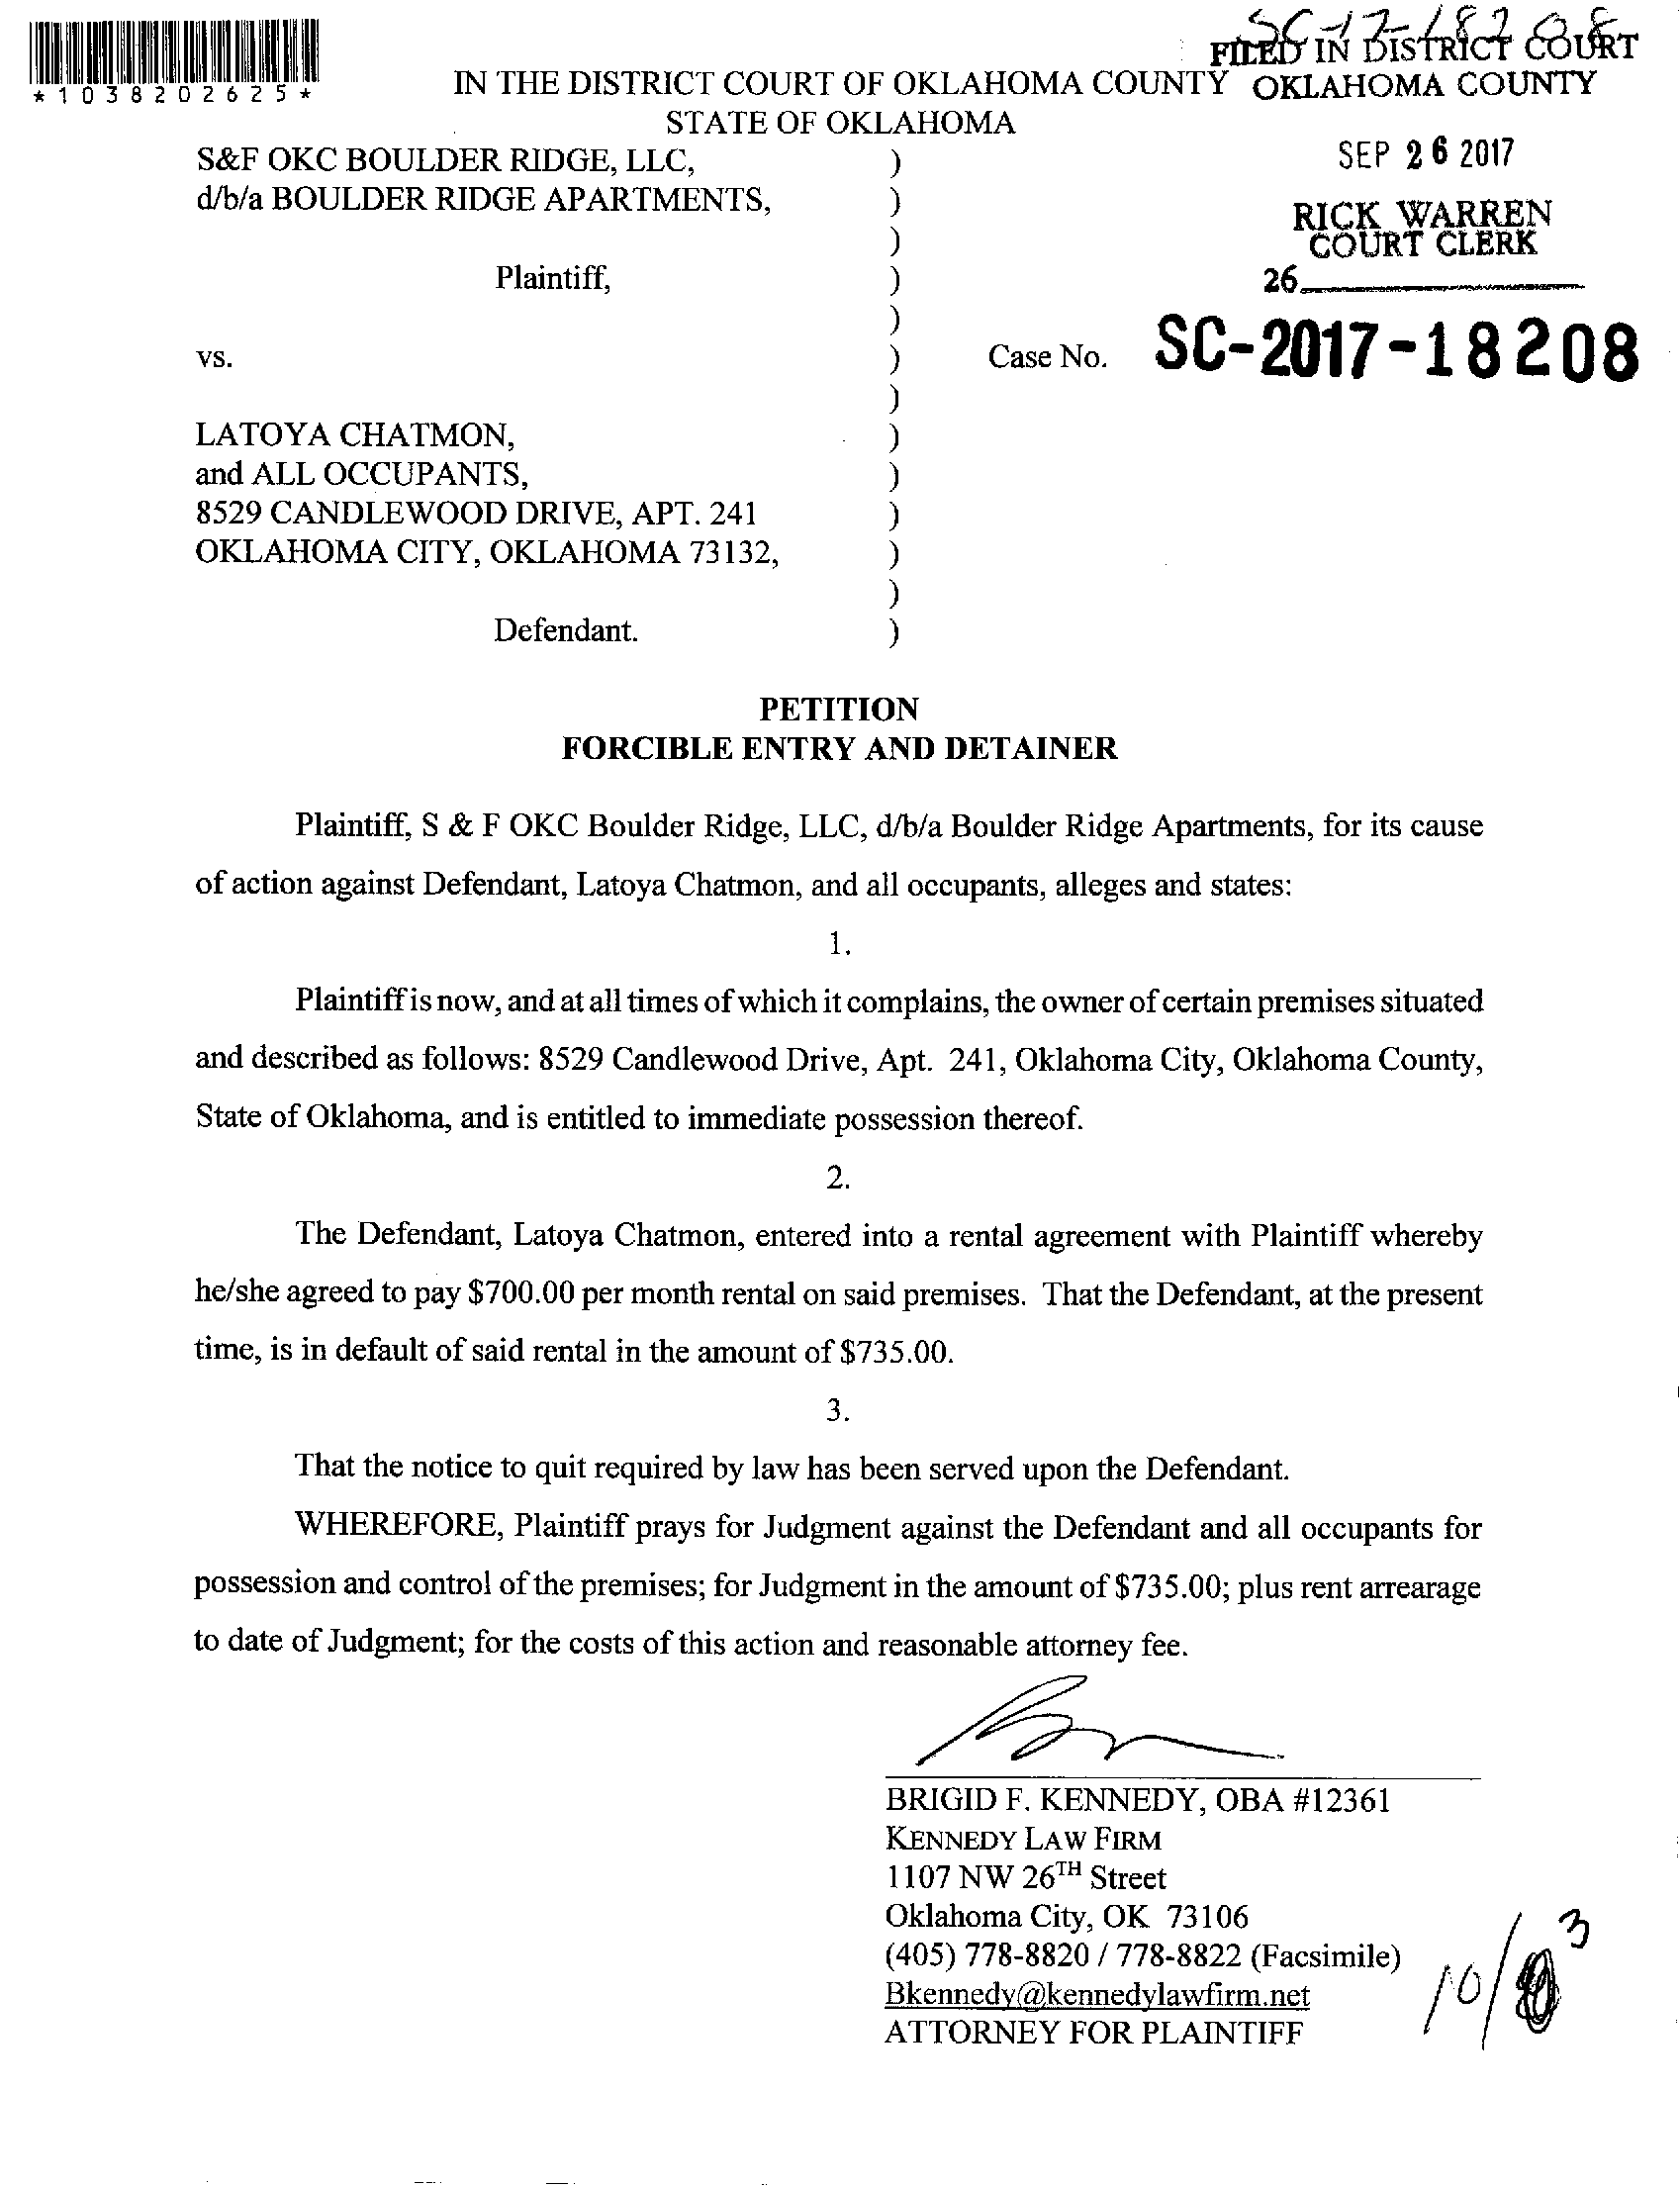 SC-17-18208
FILED IN DISTRICT COURT
OKLAHOMA COUNTY
*1038202625*
IN THE DISTRICT COURT OF OKLAHOMA COUNTY
STATE OF OKLAHOMA
SEP 26 2017
RICK WARREN
COURT CLERK
26
S&F OKC BOULDER RIDGE, LLC, )
d/b/a BOULDER RIDGE APARTMENTS, )
)
Plaintiff, )
)
vs. ) Case No. SC-2017-18208
)
LATOYA CHATMON, )
and ALL OCCUPANTS, )
8529 CANDLEWOOD DRIVE, APT. 241 )
OKLAHOMA CITY, OKLAHOMA 73132, )
)
Defendant. )
PETITION
FORCIBLE ENTRY AND DETAINER
Plaintiff, S & F OKC Boulder Ridge, LLC, d/b/a Boulder Ridge Apartments, for its cause
of action against Defendant, Latoya Chatmon, and all occupants, alleges and states:
1.
Plaintiff is now, and at all times of which it complains, the owner of certain premises situated
and described as follows: 8529 Candlewood Drive, Apt. 241, Oklahoma City, Oklahoma County,
State of Oklahoma, and is entitled to immediate possession thereof.
2.
The Defendant, Latoya Chatmon, entered into a rental agreement with Plaintiff whereby
he/she agreed to pay $700.00 per month rental on said premises. That the Defendant, at the present
time, is in default of said rental in the amount of $735.00.
3.
That the notice to quit required by law has been served upon the Defendant.
WHEREFORE, Plaintiff prays for Judgment against the Defendant and all occupants for
possession and control of the premises; for Judgment in the amount of $735.00; plus rent arrearage
to date of Judgment; for the costs of this action and reasonable attorney fee.
BRIGID F. KENNEDY, OBA #12361
KENNEDY LAW FIRM
1107 NW 26TH Street
Oklahoma City, OK 73106
(405) 778-8820 / 778-8822 (Facsimile)
Bkennedy@kennedylawfirm.net
ATTORNEY FOR PLAINTIFF
10/3